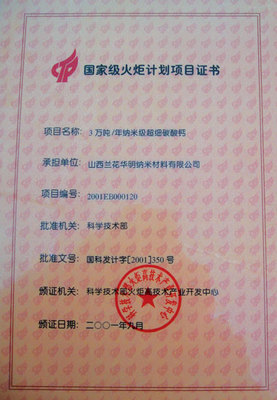 国家级火炬计划项目证书
项目名称：3万吨/年纳米级超细碳酸钙
承担单位：山西兰花华明纳米材料有限公司
项目编号：2001EB000120
批准机关：科学技术部
批准文号：国科发计字[2001]350号
颁证机关：科学技术部火炬高技术产业开发中心
颁证日期：二〇〇一年九月